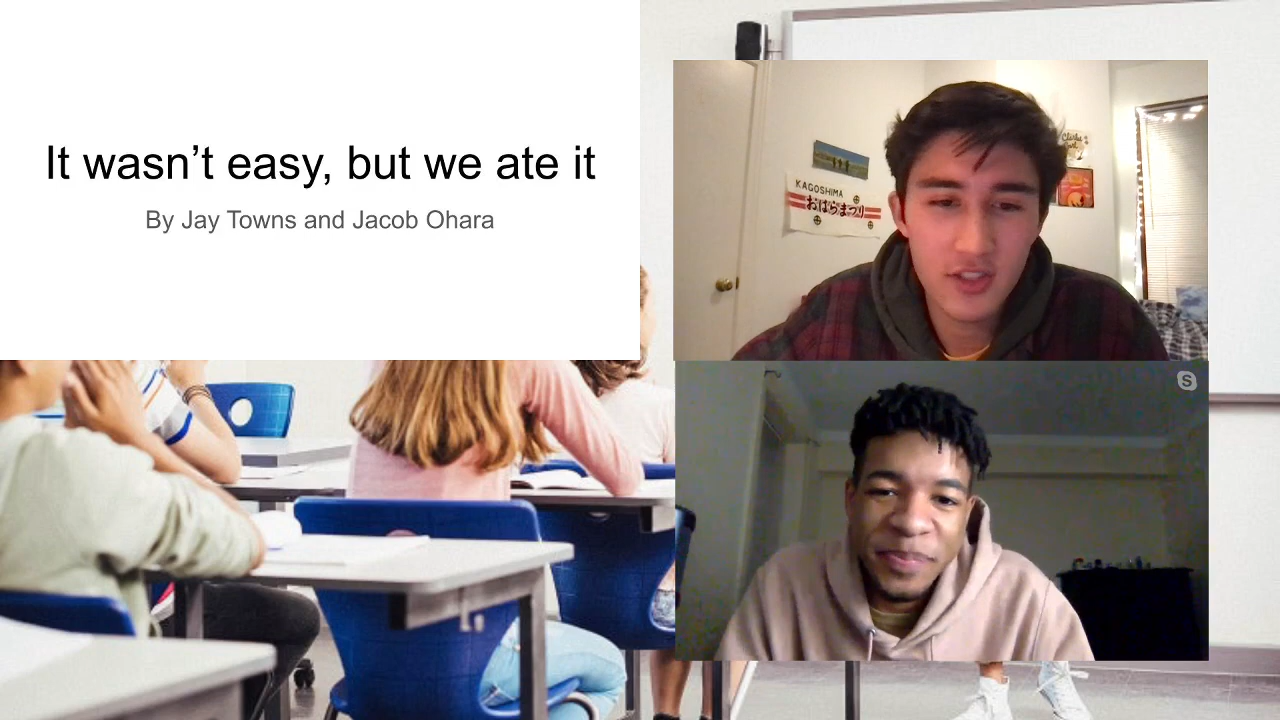 It wasn’t easy, but we ate it
By Jay Towns and Jacob Ohara
KAGOSHIMA
おはらまつり
S